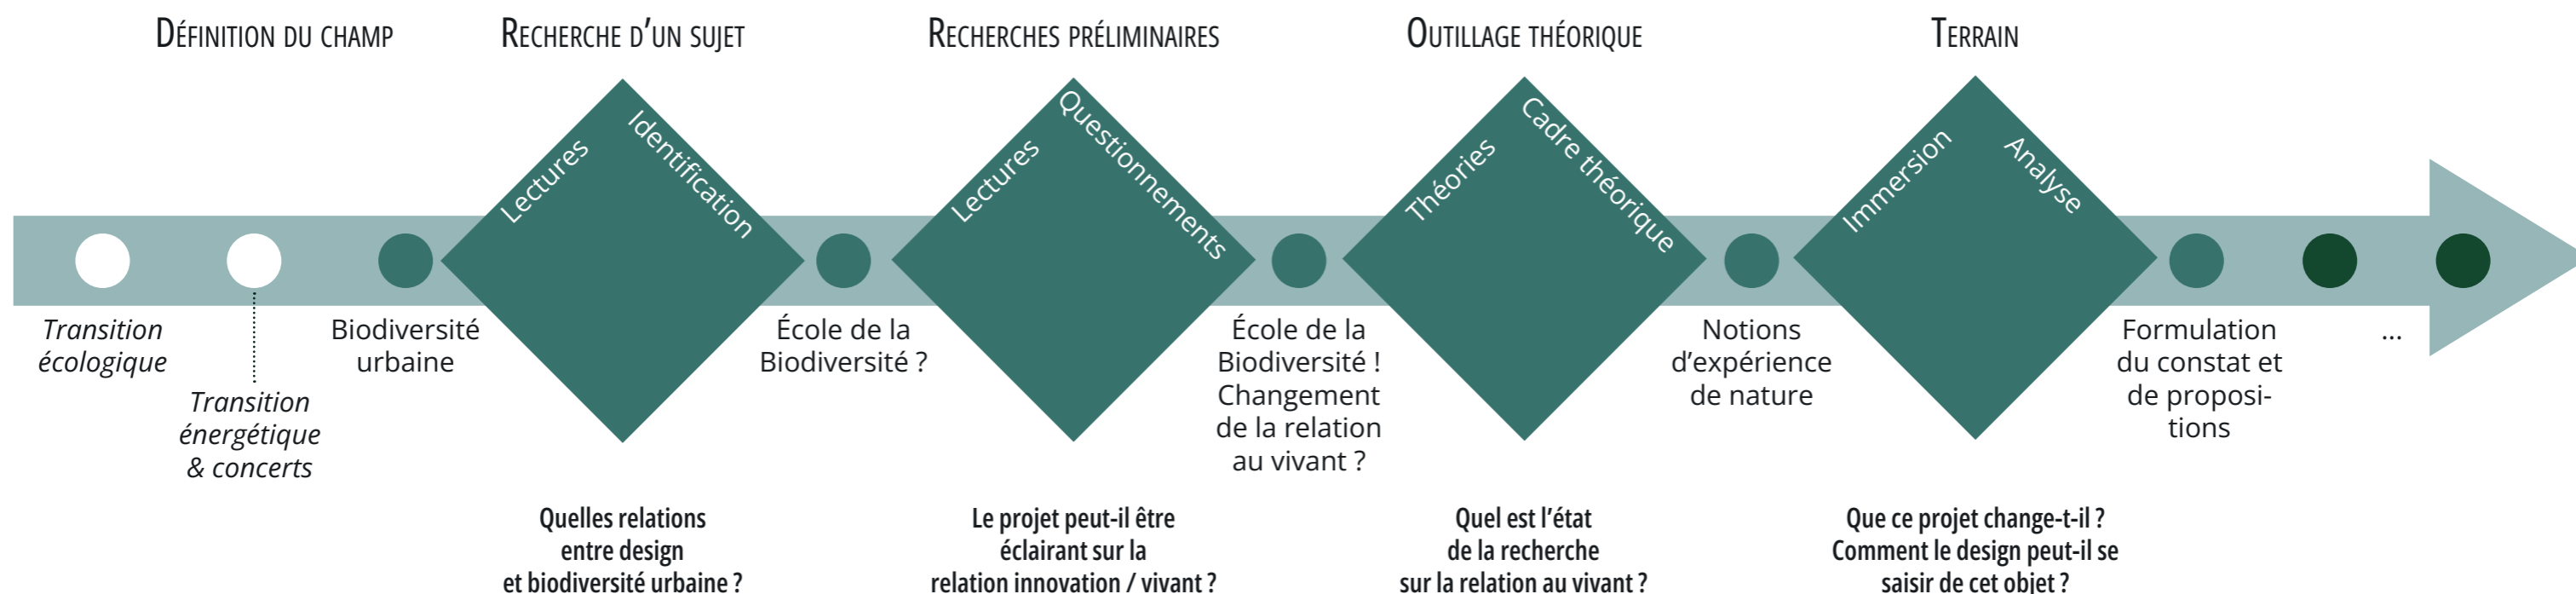 Définition du champ
Recherche d’un sujet
Recherches préliminaires
Outillage théorique
Terrain
Lectures
Identification
Lectures
Questionnements
Théories
Cadre théorique
Immersion
Analyse
Transition
écologique
Transition
énergétique
& concerts
Biodiversité
urbaine
École de la
Biodiversité ?
École de la
Biodiversité !
Changement
de la relation
au vivant ?
Notions
d’expérience
de nature
Formulation
du constat et
de proposi-
tions
...
Quelles relations
entre design
et biodiversité urbaine ?
Le projet peut-il être
éclairant sur la
relation innovation / vivant ?
Quel est l’état
de la recherche
sur la relation au vivant ?
Que ce projet change-t-il ?
Comment le design peut-il se
saisir de cet objet ?